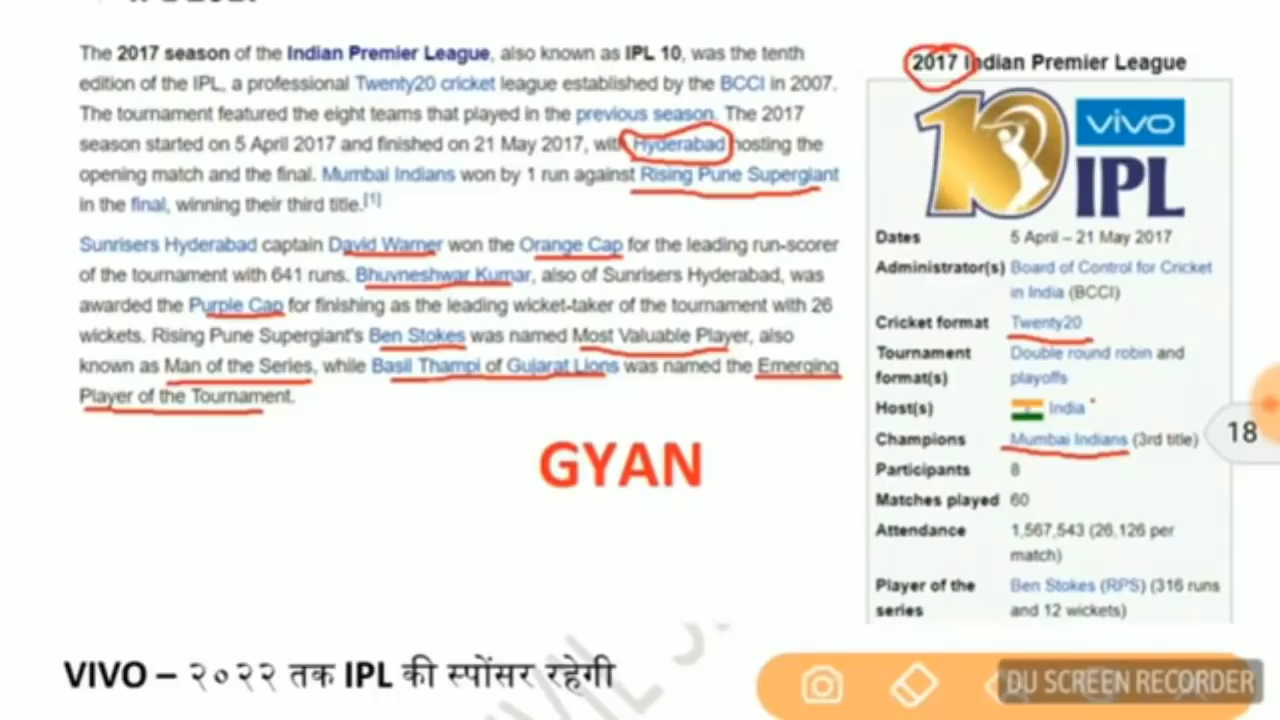 The 2017 season of the Indian Premier League, also known as IPL 10, was the tenth
edition of the IPL, a professional Twenty20 cricket league established by the BCCI in 2007.
The tournament featured the eight teams that played in the previous season. The 2017
season started on 5 April 2017 and finished on 21 May 2017, with Hyderabad hosting the
opening match and the final. Mumbai Indians won by 1 run against Rising Pune Supergiant
in the final, winning their third title.[1]
Sunrisers Hyderabad captain David Warner won the Orange Cap for the leading run-scorer
of the tournament with 641 runs. Bhuvneshwar Kumar, also of Sunrisers Hyderabad, was
awarded the Purple Cap for finishing as the leading wicket-taker of the tournament with 26
wickets. Rising Pune Supergiant's Ben Stokes was named Most Valuable Player, also
known as Man of the Series, while Basil Thampi of Gujarat Lions was named the Emerging
Player of the Tournament.
GYAN
2017 Indian Premier League
10 vivo
IPL
Dates 5 April – 21 May 2017
Administrator(s) Board of Control for Cricket
in India (BCCI)
Cricket format Twenty20
Tournament Double round robin and
format(s) playoffs
Host(s) India
Champions Mumbai Indians (3rd title)
Participants 8
Matches played 60
Attendance 1,567,543 (26,126 per
match)
Player of the Ben Stokes (RPS) (316 runs
series and 12 wickets)
18
VIVO – २०२२ तक IPL की स्पोंसर रहेगी
DU SCREEN RECORDER